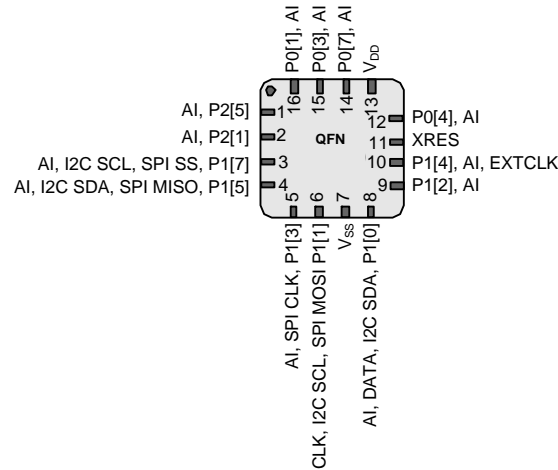 P0[1], AI
P0[3], AI
P0[7], AI
VDD
16
15
14
13
AI, P2[5]
1
AI, P2[1]
2
AI, I2C SCL, SPI SS, P1[7]
3
AI, I2C SDA, SPI MISO, P1[5]
4
QFN
12
P0[4], AI
11
XRES
10
P1[4], AI, EXTCLK
9
P1[2], AI
5
6
7
8
AI, SPI CLK, P1[3]
CLK, I2C SCL, SPI MOSI P1[1]
VSS
AI, DATA, I2C SDA, P1[0]